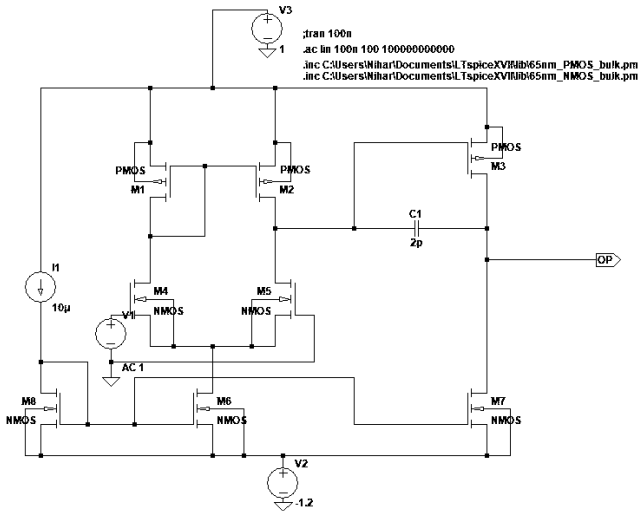 V3
;tran 100n
1
.ac lin 100n 100 100000000000
.inc C:\Users\Nihar\Documents\LTspiceXVII\lib\65nm_PMOS_bulk.pm
.inc C:\Users\Nihar\Documents\LTspiceXVII\lib\65nm_NMOS_bulk.pm
PMOS
M1
PMOS
M2
PMOS
M3
C1
2p
OP
I1
10µ
M4
NMOS
M5
NMOS
V1
AC 1
M8
NMOS
M6
NMOS
M7
NMOS
V2
-1.2